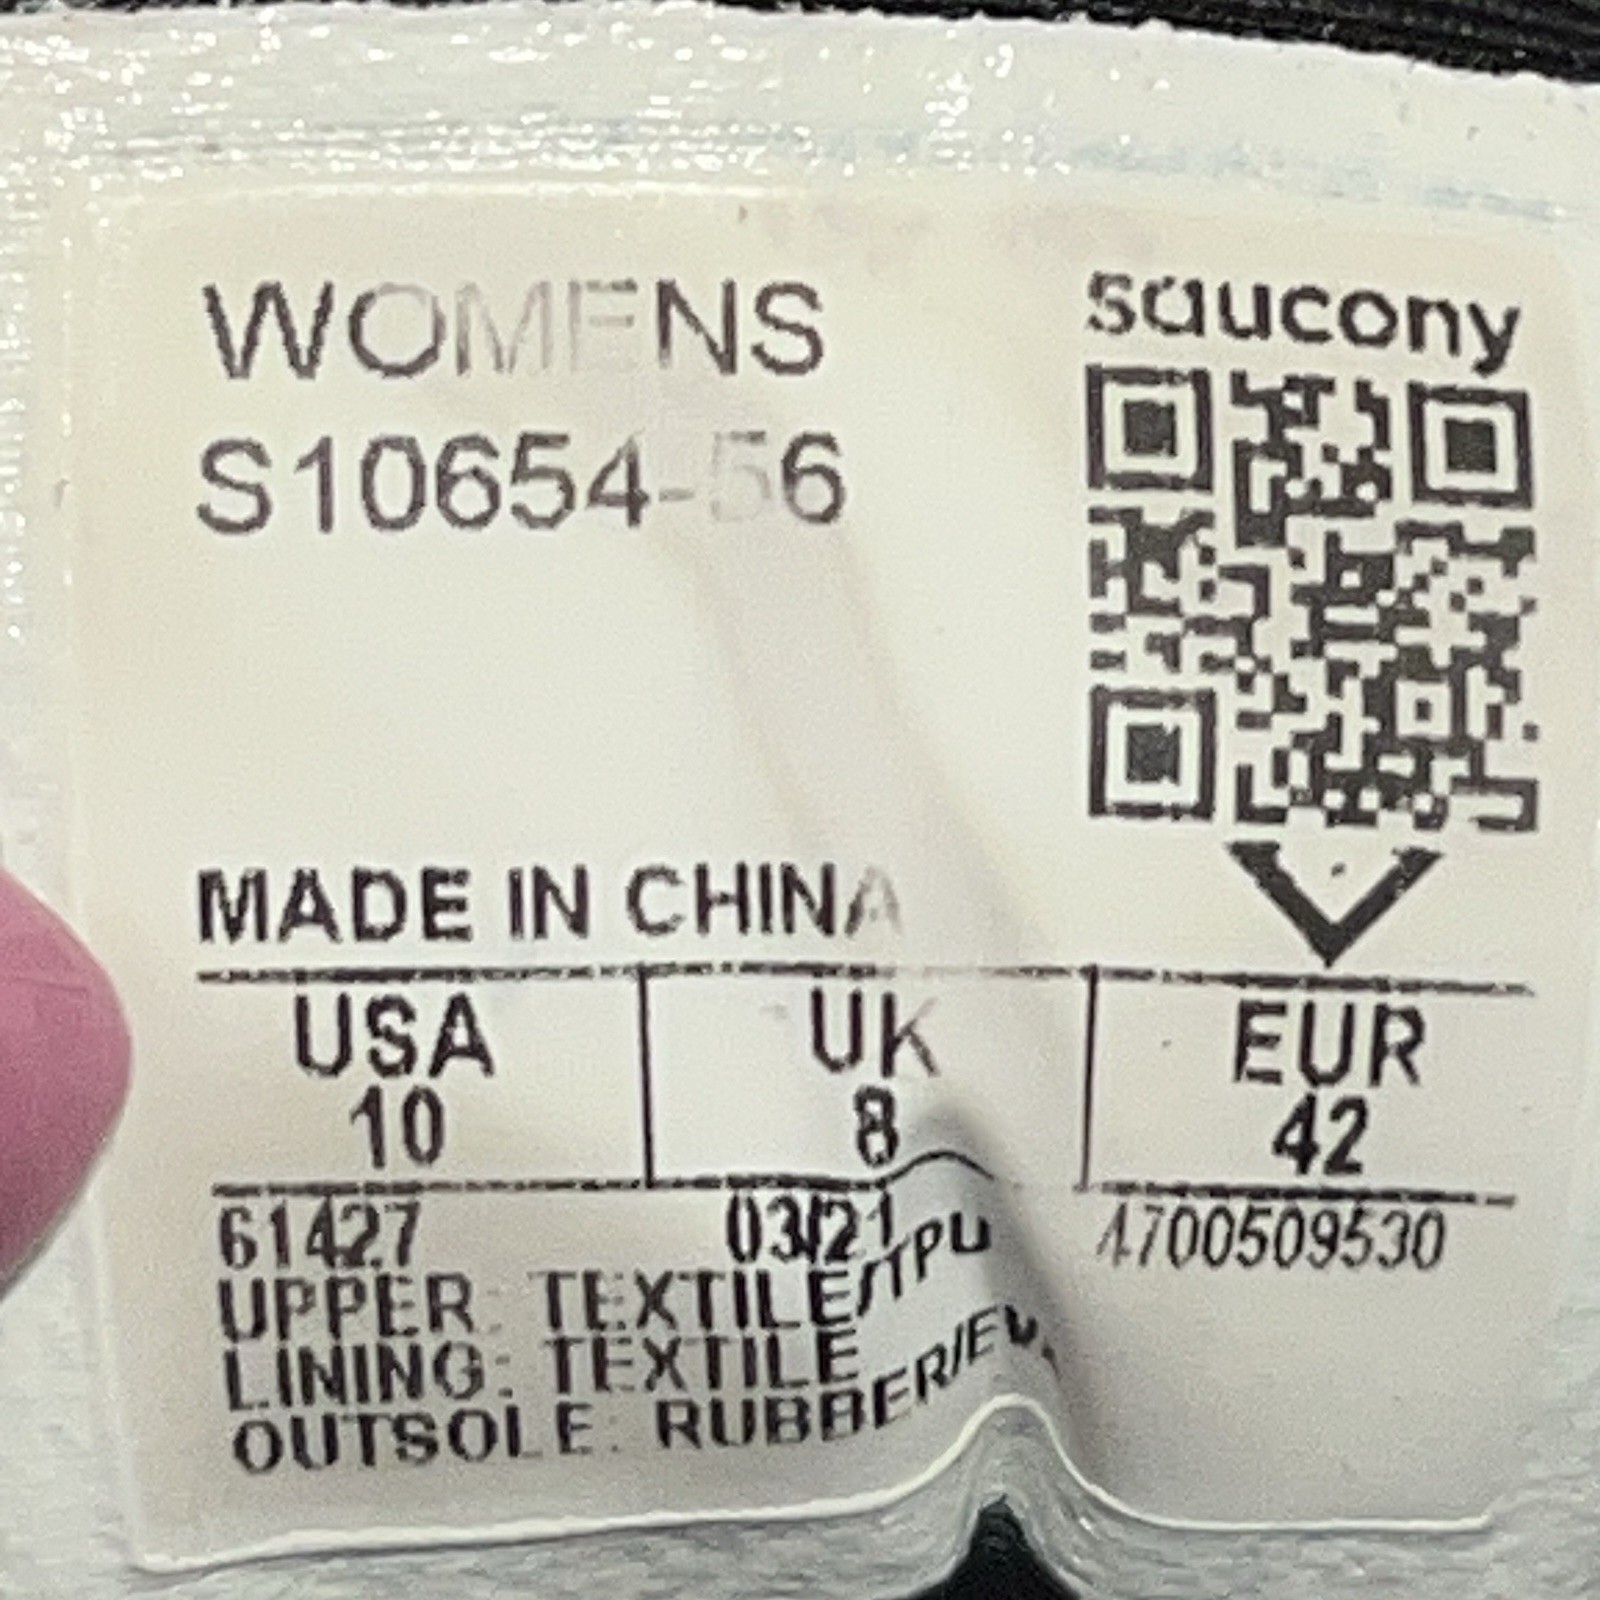 WOMENS
saucony
S10654-56
MADE IN CHINA
USA UK EUR
10 8 42
61427 03/21 4700509530
UPPER: TEXTILE/TPU
LINING: TEXTILE
OUTSOLE: RUBBER/EVA